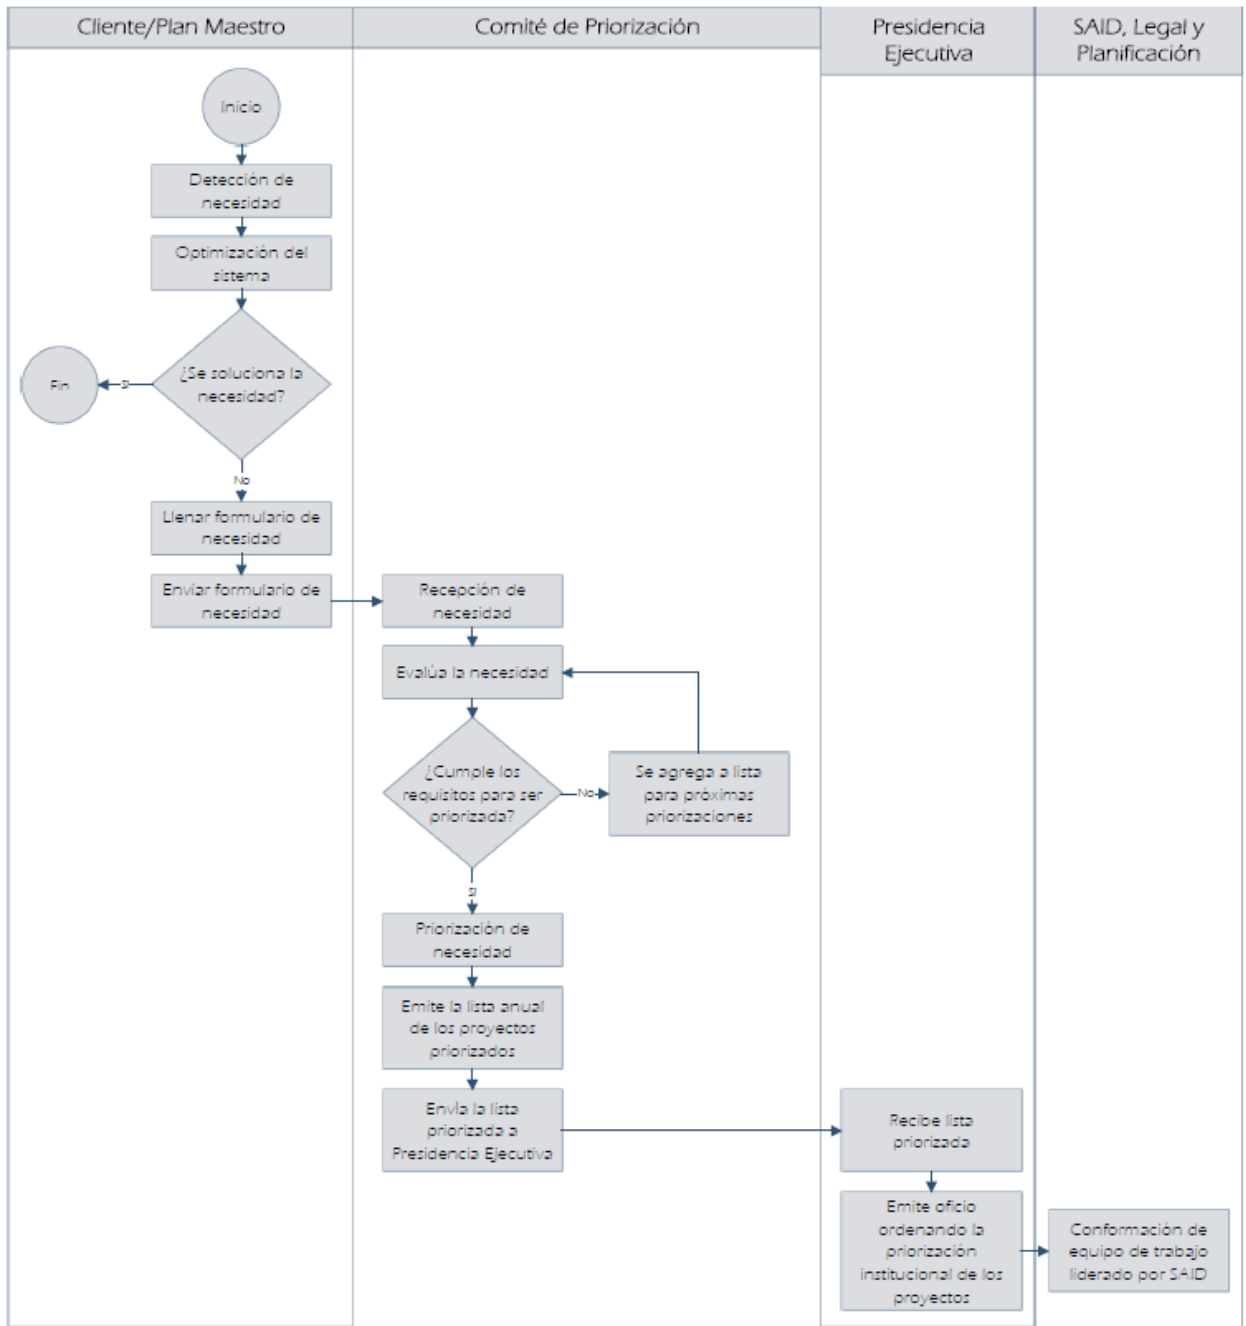 Cliente/Plan Maestro
Comité de Priorización
Presidencia
Ejecutiva
SAID, Legal y
Planificación
Inicio
Detección de
necesidad
Optimización del
sistema
¿Se soluciona la
necesidad?
Si
Fin
No
Llenar formulario de
necesidad
Enviar formulario de
necesidad
Recepción de
necesidad
Evalúa la necesidad
¿Cumple los
requisitos para ser
priorizada?
No
Se agrega a lista
para próximas
priorizaciones
Si
Priorización de
necesidad
Emite la lista anual
de los proyectos
priorizados
Envía la lista
priorizada a
Presidencia Ejecutiva
Recibe lista
priorizada
Emite oficio
ordenando la
priorización
institucional de los
proyectos
Conformación de
equipo de trabajo
liderado por SAID